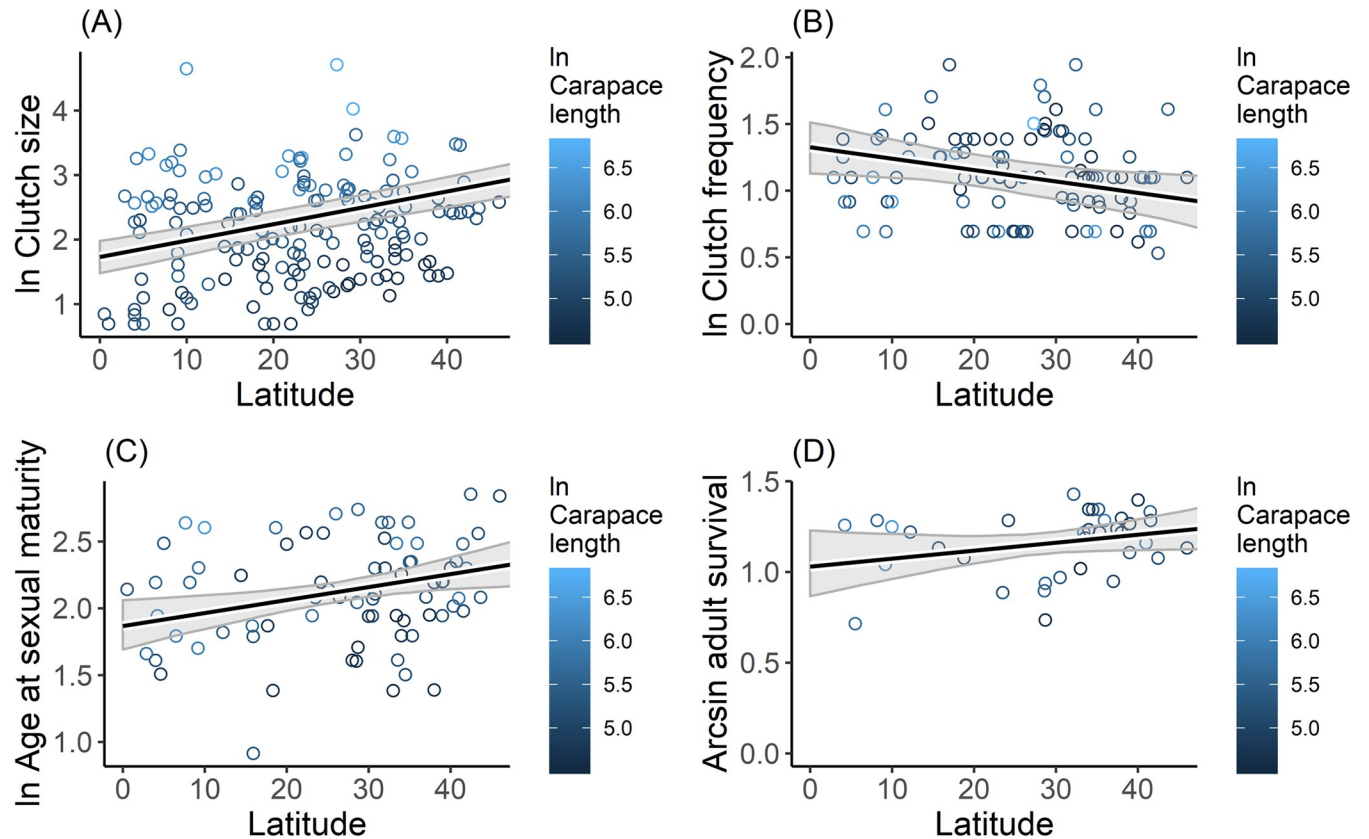 (A)
ln Clutch size
4
3
2
1
0 10 20 30 40
Latitude
ln
Carapace
length
6.5
6.0
5.5
5.0
(B)
ln Clutch frequency
2.0
1.5
1.0
0.5
0.0
0 10 20 30 40
Latitude
ln
Carapace
length
6.5
6.0
5.5
5.0
(C)
ln Age at sexual maturity
2.5
2.0
1.5
1.0
0 10 20 30 40
Latitude
ln
Carapace
length
6.5
6.0
5.5
5.0
(D)
Arcsin adult survival
1.5
1.0
0.5
0.0
0 10 20 30 40
Latitude
ln
Carapace
length
6.5
6.0
5.5
5.0